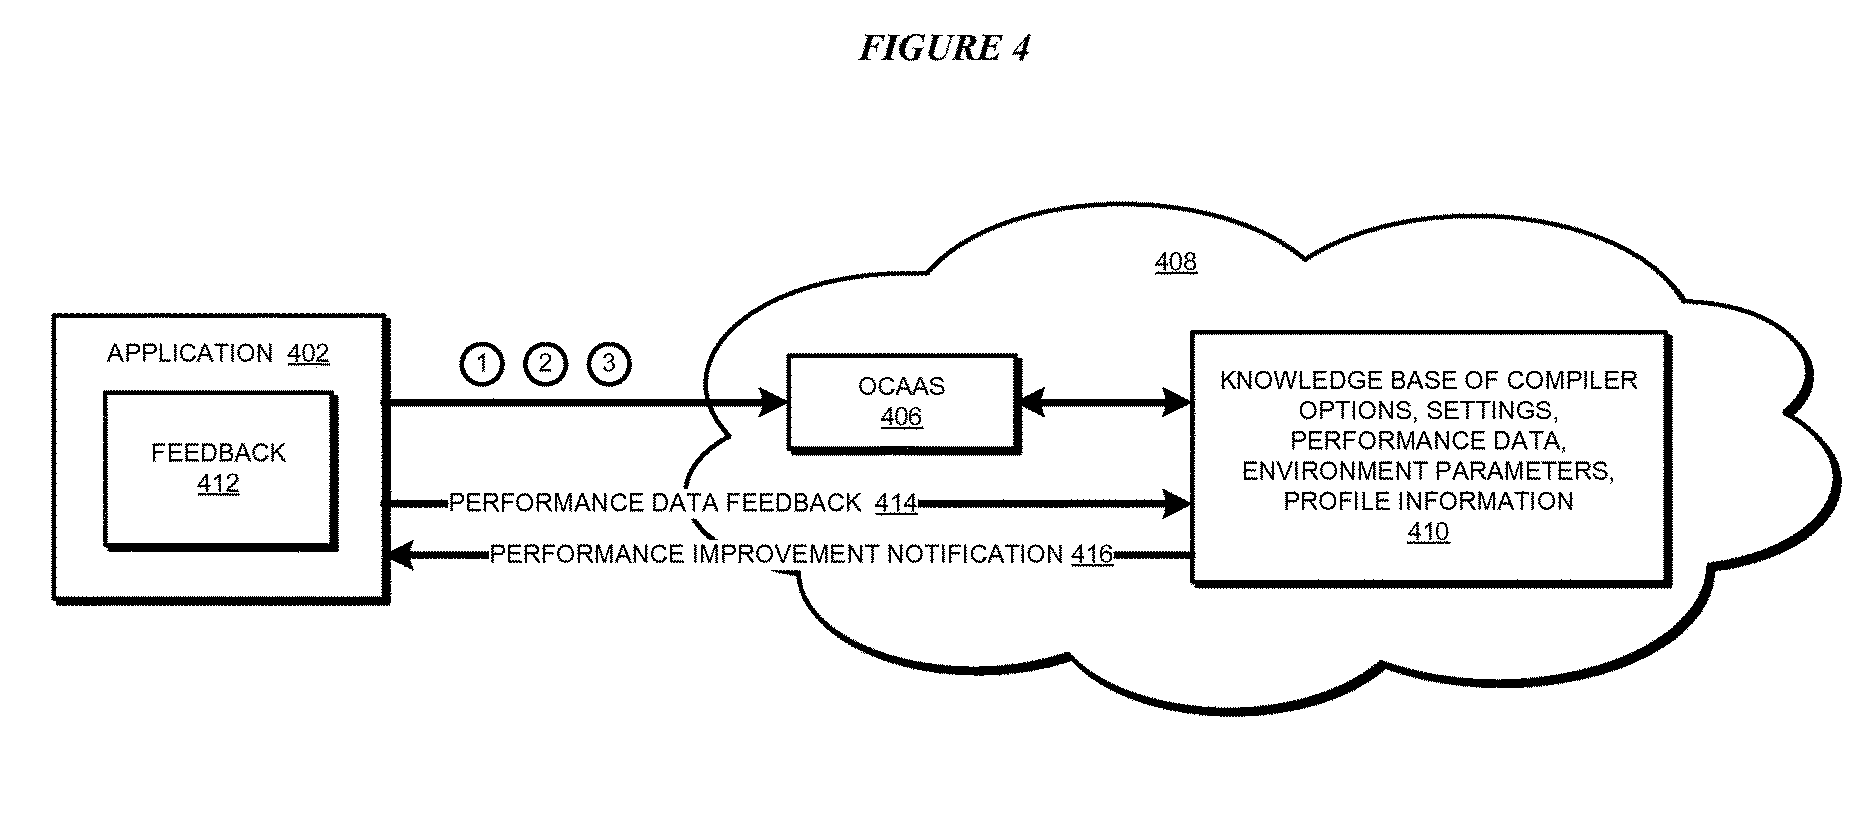 FIGURE 4
408
APPLICATION 402
FEEDBACK
412
1 2 3
OCAAS
406
KNOWLEDGE BASE OF COMPILER
OPTIONS, SETTINGS,
PERFORMANCE DATA,
ENVIRONMENT PARAMETERS,
PROFILE INFORMATION
410
PERFORMANCE DATA FEEDBACK 414
PERFORMANCE IMPROVEMENT NOTIFICATION 416